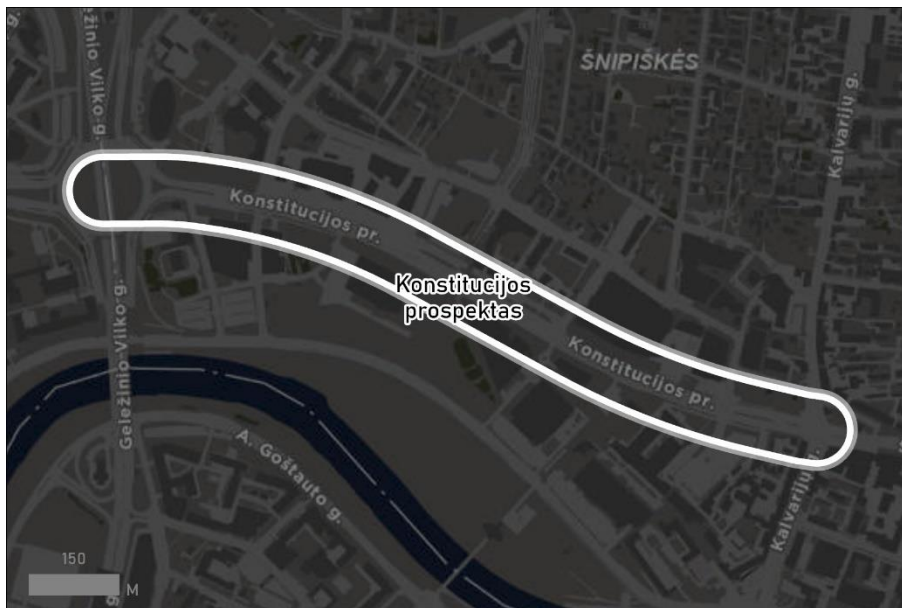 g.
Geležinio Vilko g.
ŠNIPIŠKĖS
Kalvarijų g.
Konstitucijos pr.
Konstitucijos
prospektas
Konstitucijos pr.
Geležinio Vilko g.
A. Goštauto g.
Kalvarijų g.
150
M
g.